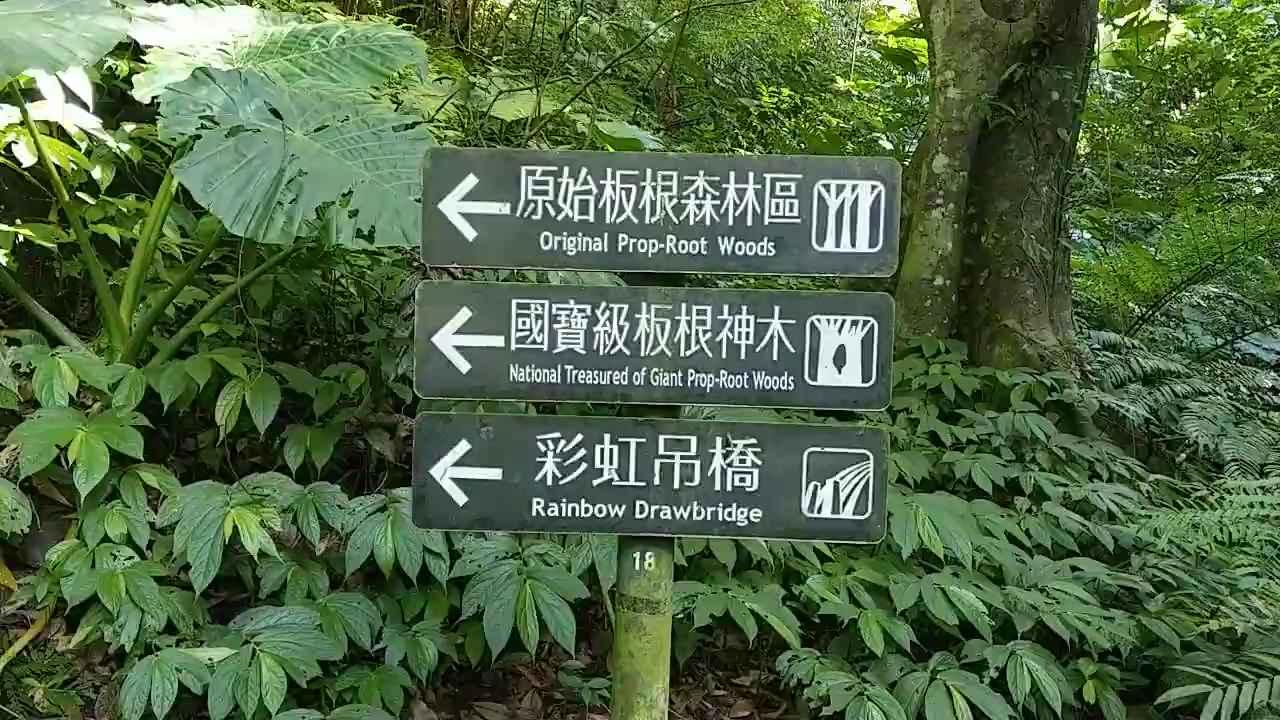 原始板根森林區
Original Prop-Root Woods
國寶級板根神木
National Treasured of Giant Prop-Root Woods
彩虹吊橋
Rainbow Drawbridge
18